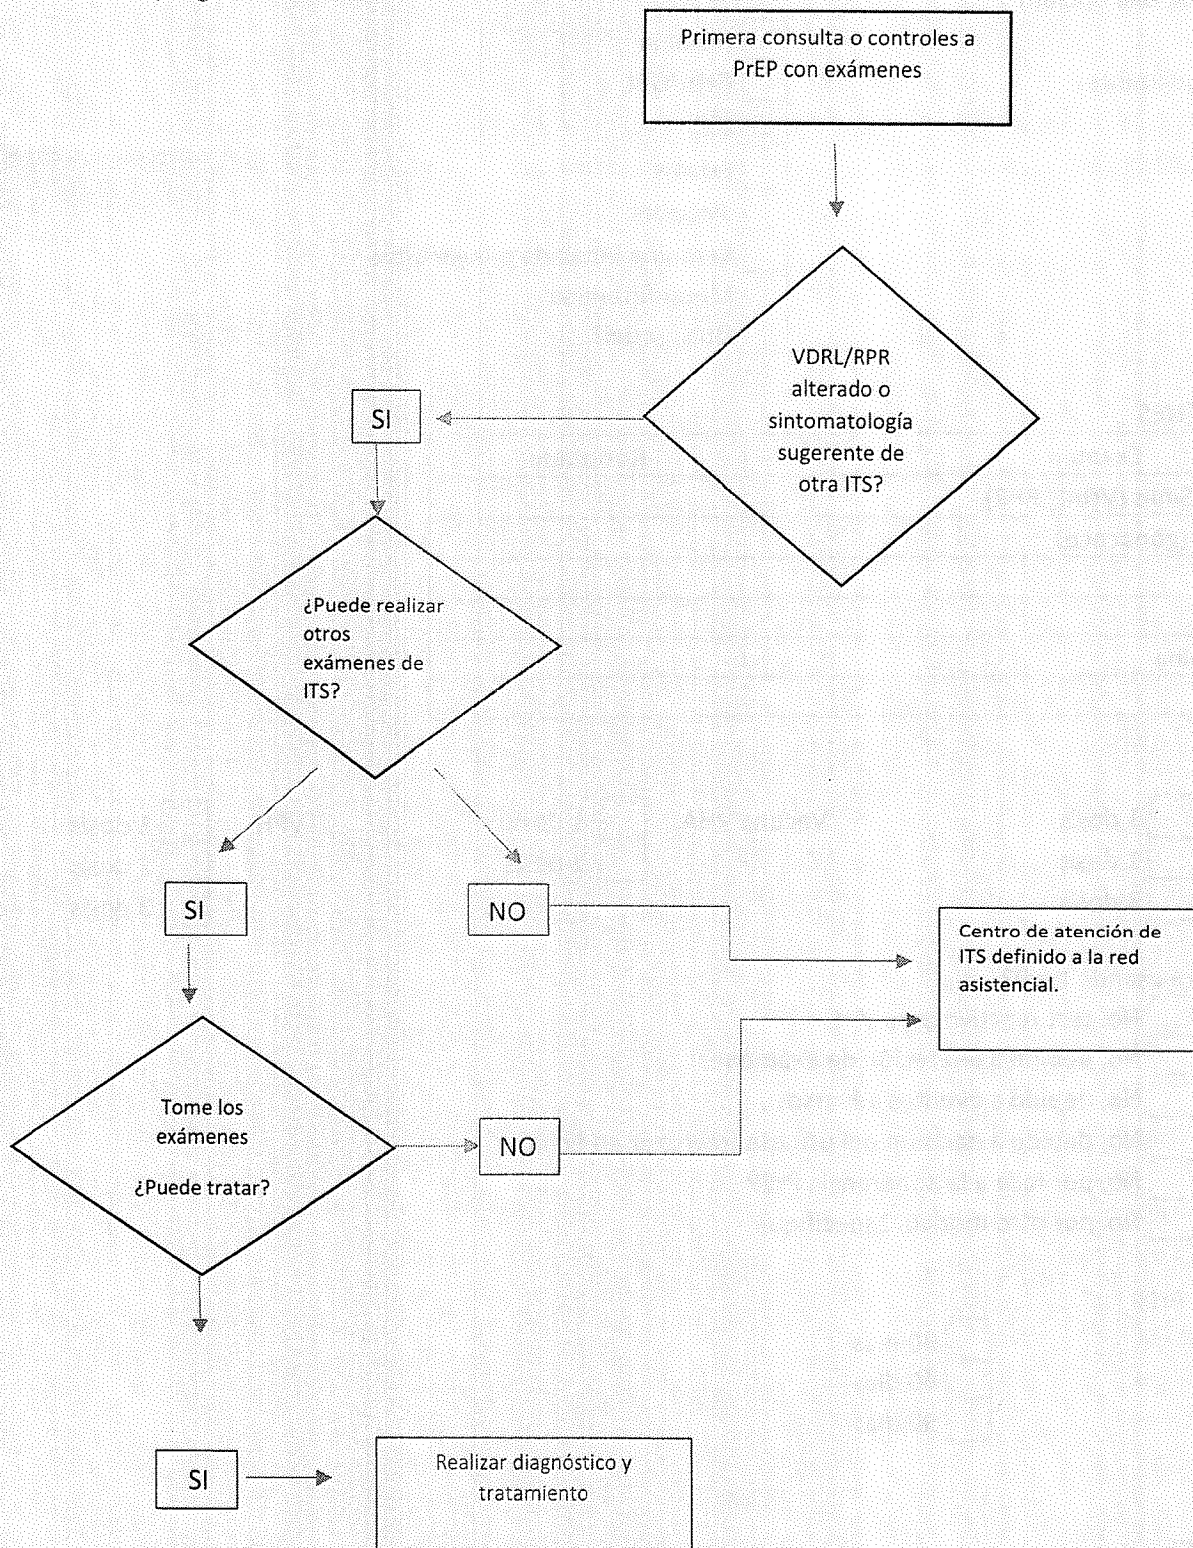 Primera consulta o controles a
PrEP con exámenes
VDRL/RPR
alterado o
sintomatología
sugerente de
otra ITS?
SI
¿Puede realizar
otros
exámenes de
ITS?
SI
NO
Centro de atención de
ITS definido a la red
asistencial.
Tome los
exámenes
¿Puede tratar?
NO
SI
Realizar diagnóstico y
tratamiento